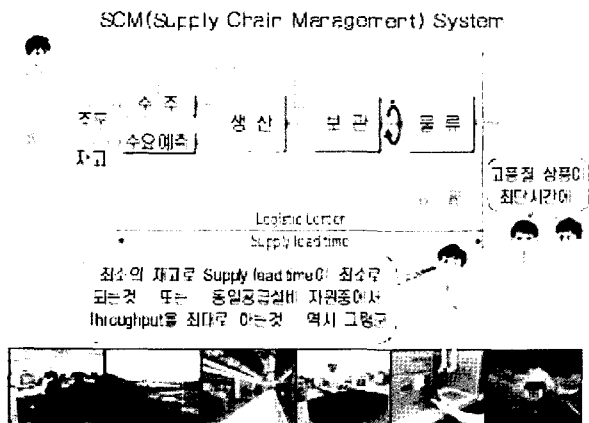 SCM(Supply Chain Management) System
수 주
주문
수요예측
재고
생 산
보 관
물 류
고품질 상품이
최단시간에
Logistic Center
Supply lead time
최소의 재고로 Supply lead time이 최소로
되는것 또는 동일공급설비 자원중에서
throughput을 최대로 하는것 역시 그렇군